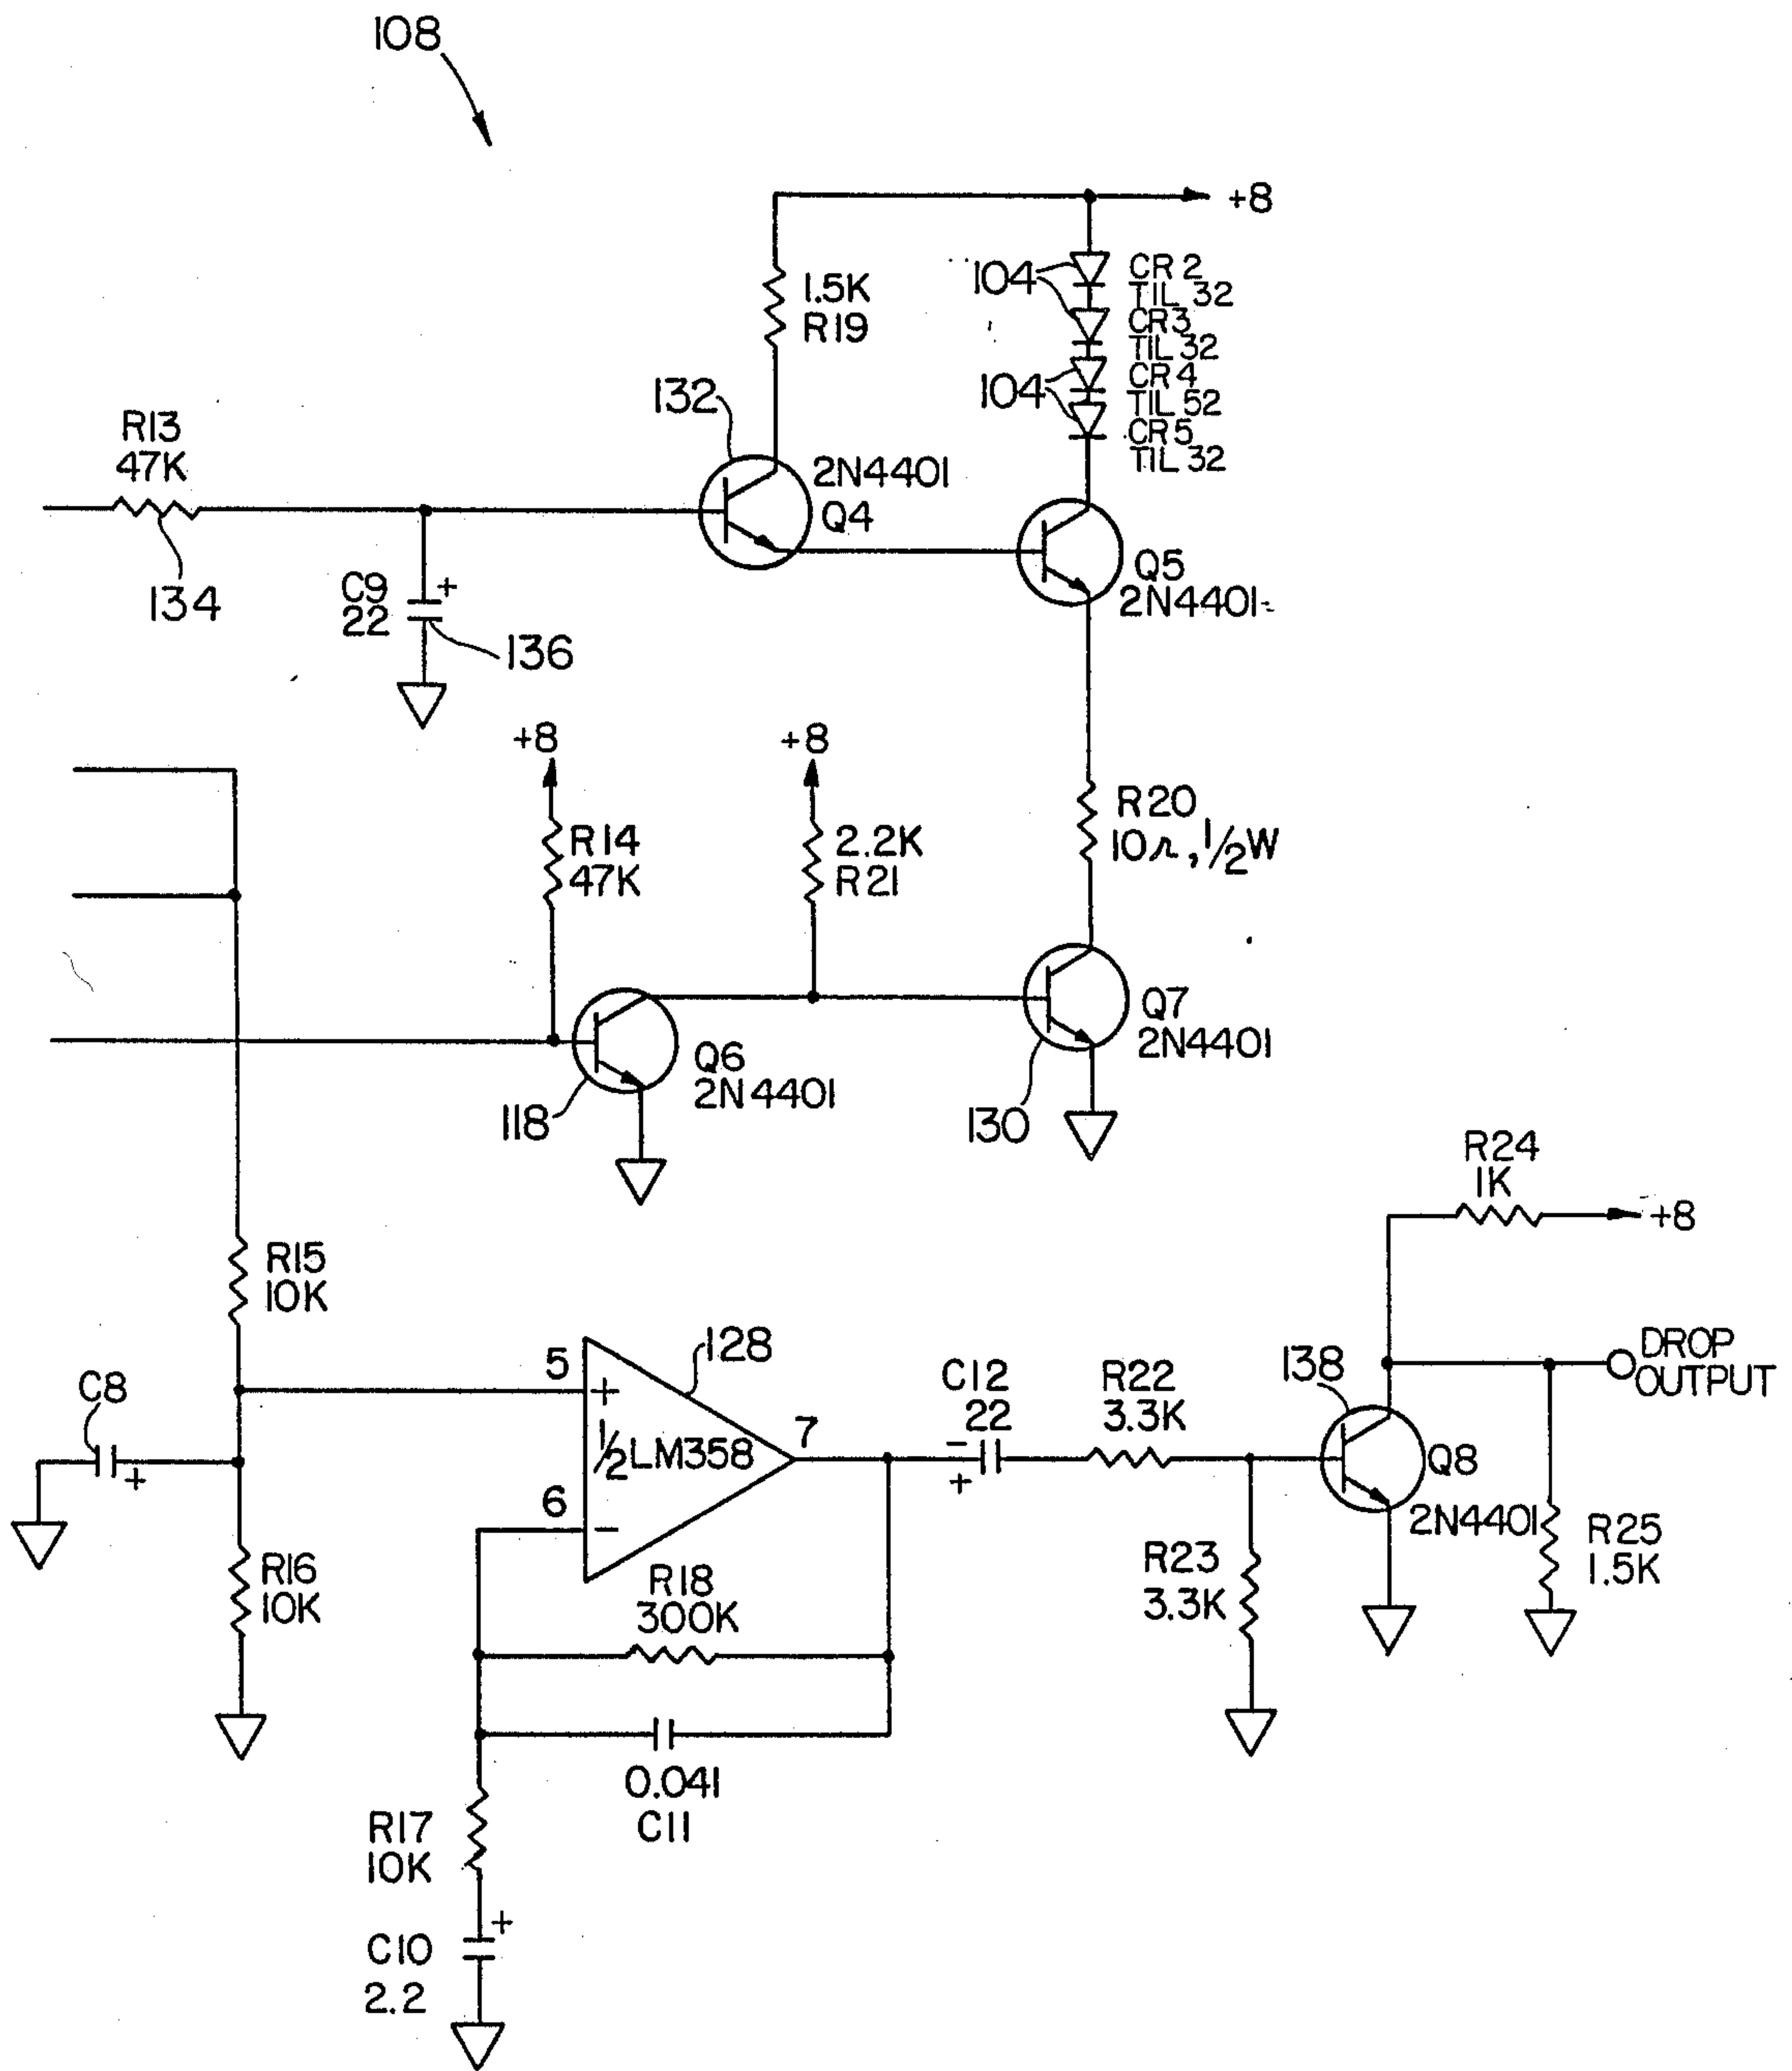 108
+8
104
CR2
TIL 32
CR3
TIL 32
104
CR4
TIL 52
CR5
TIL 32
1.5K
R19
132
2N4401
Q4
R13
47K
134
C9
22
+
136
Q5
2N4401
+8
+8
R14
47K
2.2K
R21
R20
10Ω, 1/2W
Q6
2N4401
118
Q7
2N4401
130
R24
1K
+8
R15
10K
C8
+
R16
10K
5
+
128
1/2 LM358
7
6
−
C12
22
−
+
R22
3.3K
138
DROP
OUTPUT
Q8
2N4401
R23
3.3K
R25
1.5K
R18
300K
0.041
C11
R17
10K
+
C10
2.2